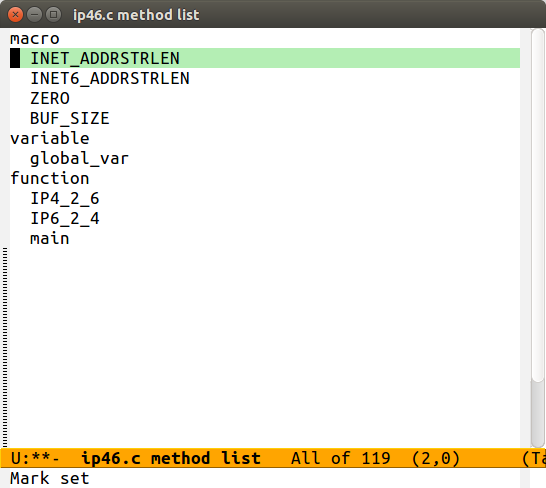 ip46.c method list
macro
INET_ADDRSTRLEN
INET6_ADDRSTRLEN
ZERO
BUF_SIZE
variable
global_var
function
IP4_2_6
IP6_2_4
main
U:**-  ip46.c method list   All of 119  (2,0)      (Ta
Mark set